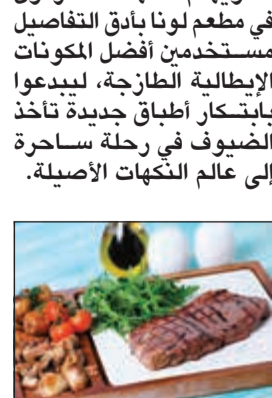 في مطعم لونا بأدق التفاصيل
مستخدمين أفضل المكونات
الإيطالية الطازجة، ليبدعوا
بابتكار أطباق جديدة تأخذ
الضيوف في رحلة ساحرة
إلى عالم النكهات الأصيلة.